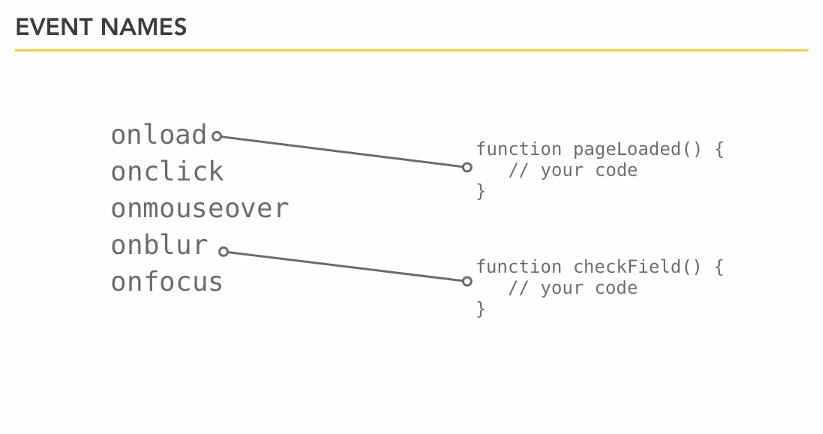 EVENT NAMES
onload
onclick
onmouseover
onblur
onfocus
function pageLoaded() {
// your code
}
function checkField() {
// your code
}